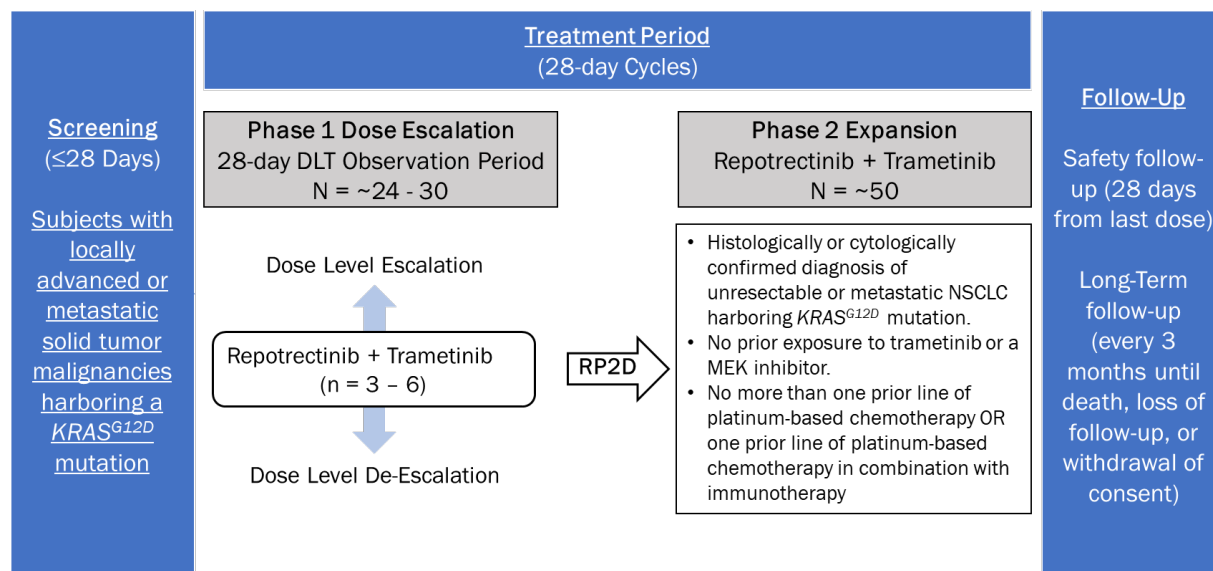 Screening
(≤28 Days)
Subjects with
locally
advanced or
metastatic
solid tumor
malignancies
harboring a
KRASG12D
mutation
Treatment Period
(28-day Cycles)
Phase 1 Dose Escalation
28-day DLT Observation Period
N = ~24 - 30
Dose Level Escalation
Repotrectinib + Trametinib
(n = 3 – 6)
Dose Level De-Escalation
RP2D
Phase 2 Expansion
Repotrectinib + Trametinib
N = ~50
• Histologically or cytologically
confirmed diagnosis of
unresectable or metastatic NSCLC
harboring KRASG12D mutation.
• No prior exposure to trametinib or a
MEK inhibitor.
• No more than one prior line of
platinum-based chemotherapy OR
one prior line of platinum-based
chemotherapy in combination with
immunotherapy
Follow-Up
Safety follow-
up (28 days
from last dose)
Long-Term
follow-up
(every 3
months until
death, loss of
follow-up, or
withdrawal of
consent)